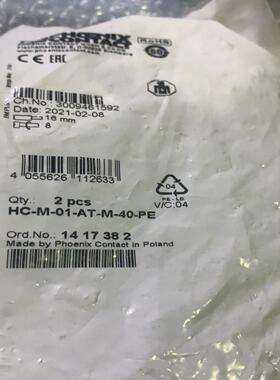 PHOENIX
CONTACT
RoHS
CE EAC
Ch.No.: 3009461592
Date: 2021-02-08
16 mm
8
4 055626 112633
04
PE-LD
V/C:04
Qty.: 2 pcs
HC-M-01-AT-M-40-PE
Ord.No.: 14 17 38 2
Made by Phoenix Contact in Poland